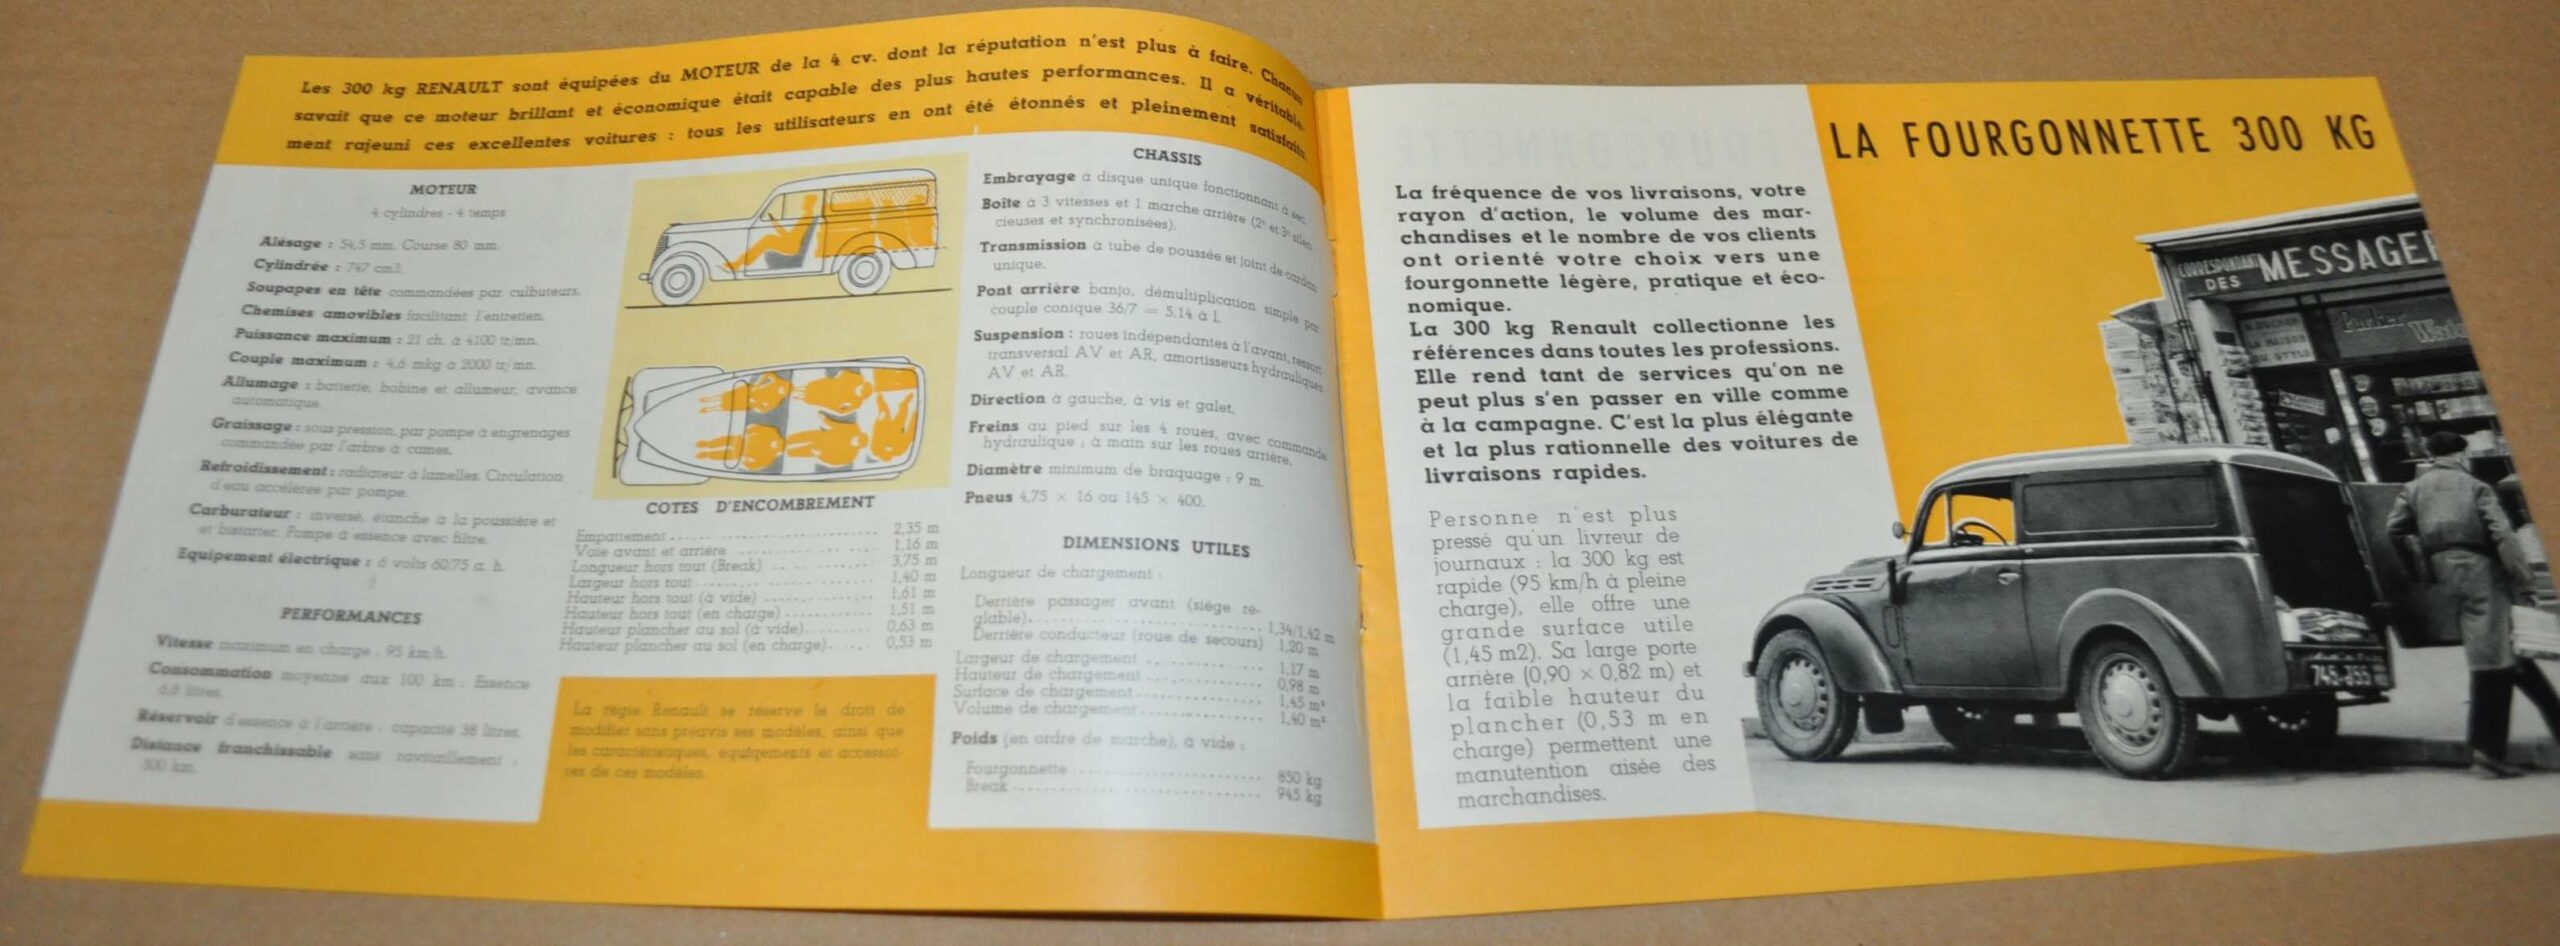 Les 300 kg RENAULT sont équipées du MOTEUR de la 4 cv. dont la réputation n'est plus à faire. Chacun
savait que ce moteur brillant et économique était capable des plus hautes performances. Il a véritable-
ment rajeuni ces excellentes voitures : tous les utilisateurs en ont été étonnés et pleinement satisfaits.
MOTEUR
4 cylindres - 4 temps
Alésage : 54,5 mm. Course 80 mm.
Cylindrée : 747 cm3.
Soupapes en tête commandées par culbuteurs.
Chemises amovibles facilitant l'entretien.
Puissance maximum : 21 ch. à 4100 tr/mn.
Couple maximum : 4,6 mkg à 2000 tr/mn.
Allumage : batterie, bobine et allumeur, avance
automatique.
Graissage : sous pression, par pompe à engrenages
commandée par l'arbre à cames.
Refroidissement : radiateur à lamelles. Circulation
d'eau accélérée par pompe.
Carburateur : inversé, étanche à la poussière et
et bistarter. Pompe à essence avec filtre.
Equipement électrique : 6 volts 60/75 a. h.
PERFORMANCES
Vitesse maximum en charge : 95 km/h.
Consommation moyenne aux 100 km : Essence
6,8 litres.
Réservoir d'essence à l'arrière : capacité 38 litres.
Distance franchissable sans ravitaillement :
500 km.
COTES D'ENCOMBREMENT
Empattement 2,35 m
Voie avant et arrière 1,16 m
Longueur hors tout (Break) 3,75 m
Largeur hors tout 1,40 m
Hauteur hors tout (à vide) 1,61 m
Hauteur hors tout (en charge) 1,51 m
Hauteur plancher au sol (à vide) 0,63 m
Hauteur plancher au sol (en charge) 0,53 m
La régie Renault se réserve le droit de
modifier sans préavis ses modèles, ainsi que
les caractéristiques, équipements et accessoi-
res de ces modèles.
CHASSIS
Embrayage à disque unique fonctionnant à sec.
Boîte à 3 vitesses et 1 marche arrière (2e et 3e silen-
cieuses et synchronisées).
Transmission à tube de poussée et joint de cardan
unique.
Pont arrière banjo, démultiplication simple par
couple conique 36/7 = 5.14 à 1.
Suspension : roues indépendantes à l'avant, ressort
transversal AV et AR, amortisseurs hydrauliques
AV et AR.
Direction à gauche, à vis et galet.
Freins au pied sur les 4 roues, avec commande
hydraulique ; à main sur les roues arrière.
Diamètre minimum de braquage : 9 m.
Pneus 4,75 × 16 ou 145 × 400.
DIMENSIONS UTILES
Longueur de chargement :
Derrière passager avant (siège ré-
glable) 1,34/1,42 m
Derrière conducteur (roue de secours) 1,20 m
Largeur de chargement 1,17 m
Hauteur de chargement 0,98 m
Surface de chargement 1,45 m²
Volume de chargement 1,40 m³
Poids (en ordre de marche), à vide :
Fourgonnette 850 kg
Break 945 kg
LA FOURGONNETTE 300 KG
La fréquence de vos livraisons, votre
rayon d'action, le volume des mar-
chandises et le nombre de vos clients
ont orienté votre choix vers une
fourgonnette légère, pratique et éco-
nomique.
La 300 kg Renault collectionne les
références dans toutes les professions.
Elle rend tant de services qu'on ne
peut plus s'en passer en ville comme
à la campagne. C'est la plus élégante
et la plus rationnelle des voitures de
livraisons rapides.
Personne n'est plus
pressé qu'un livreur de
journaux : la 300 kg est
rapide (95 km/h à pleine
charge), elle offre une
grande surface utile
(1,45 m2). Sa large porte
arrière (0,90 × 0,82 m) et
la faible hauteur du
plancher (0,53 m en
charge) permettent une
manutention aisée des
marchandises.
CORRESPONDANT
DES MESSAGE
LA MAISON
DU STYLO
Parker